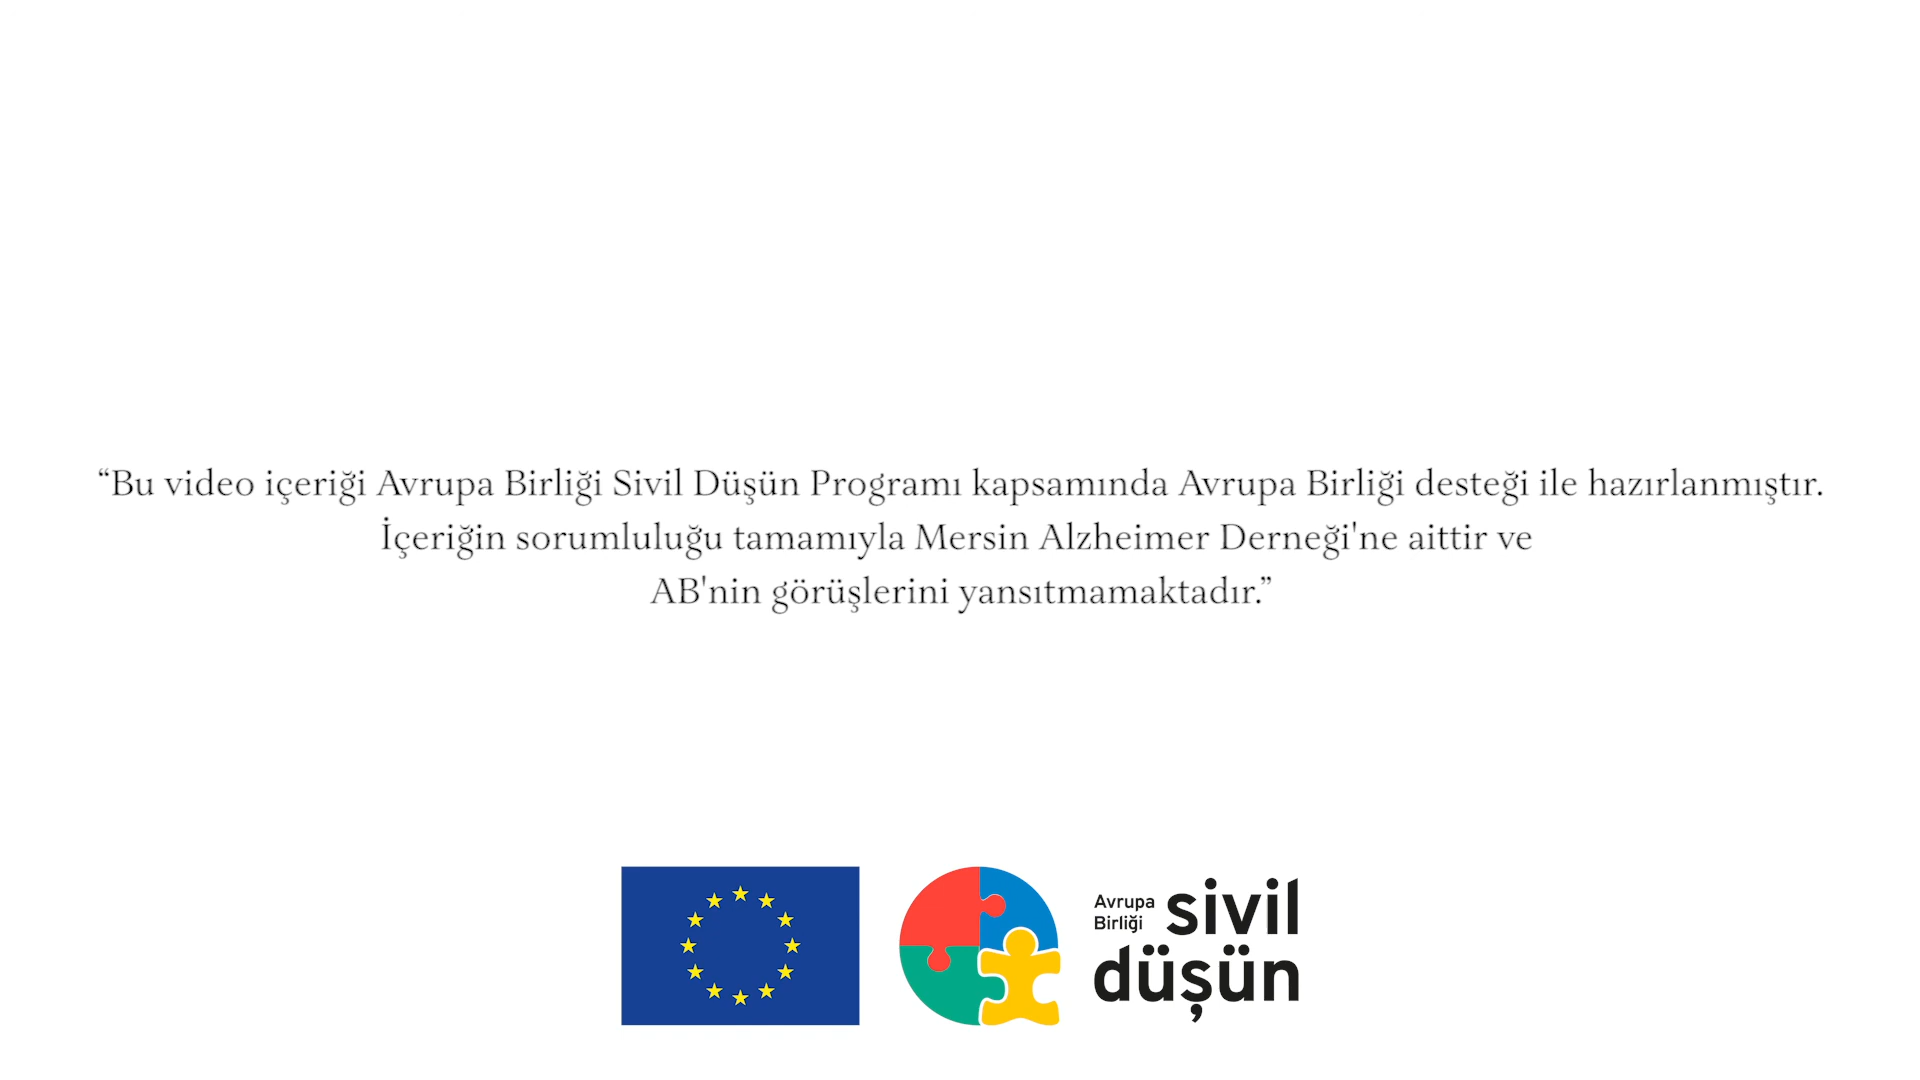 “Bu video içeriği Avrupa Birliği Sivil Düşün Programı kapsamında Avrupa Birliği desteği ile hazırlanmıştır.
İçeriğin sorumluluğu tamamıyla Mersin Alzheimer Derneği'ne aittir ve
AB'nin görüşlerini yansıtmamaktadır.”
Avrupa
Birliği
sivil
düşün